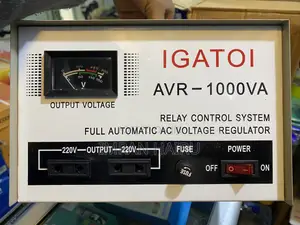 IGATOI
AVR-1000VA
OUTPUT VOLTAGE
RELAY CONTROL SYSTEM
FULL AUTOMATIC AC VOLTAGE REGULATOR
220V OUTPUT 220V
FUSE
POWER
FUSE
OFF
ON
V